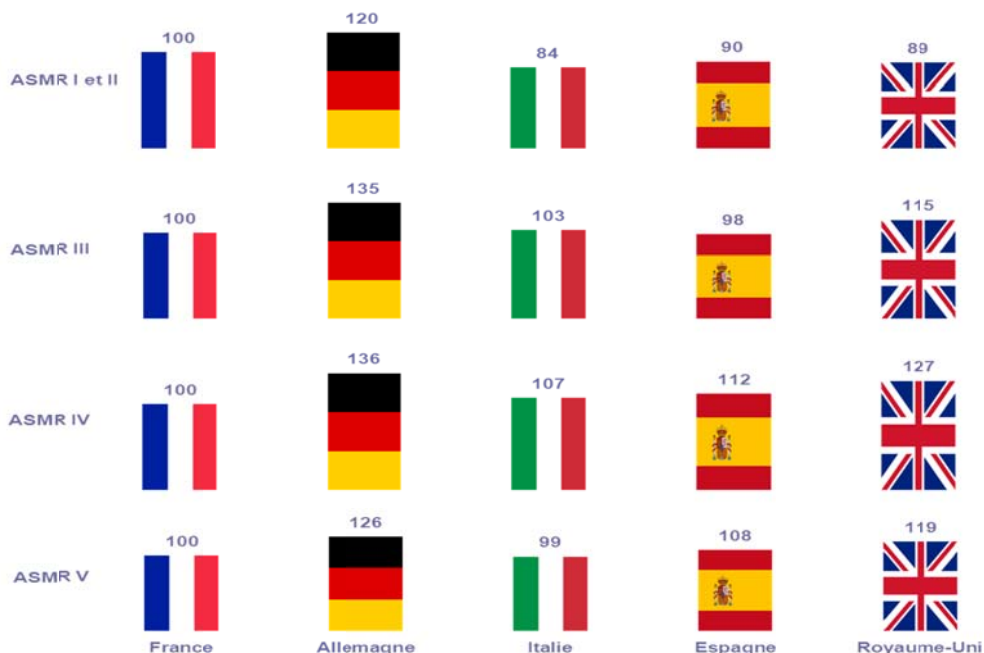 100 120 84 90 89
ASMR I et II
100 135 103 98 115
ASMR III
100 136 107 112 127
ASMR IV
100 126 99 108 119
ASMR V
France Allemagne Italie Espagne Royaume-Uni